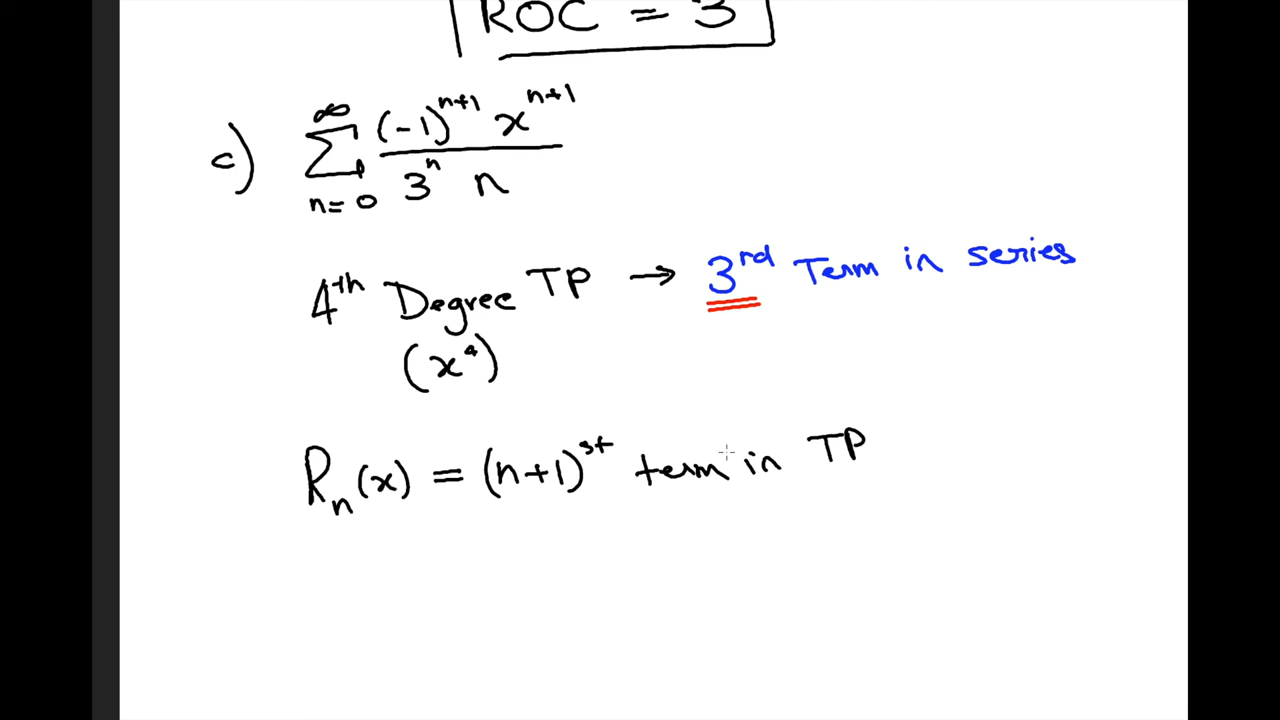 ROC = 3
c) ∞ ∑ n=0 (-1)^{n+1} x^{n+1} / 3^n n
4th Degree TP → 3rd Term in series
(x^4)
R_n(x) = (n+1)^{st} term in TP